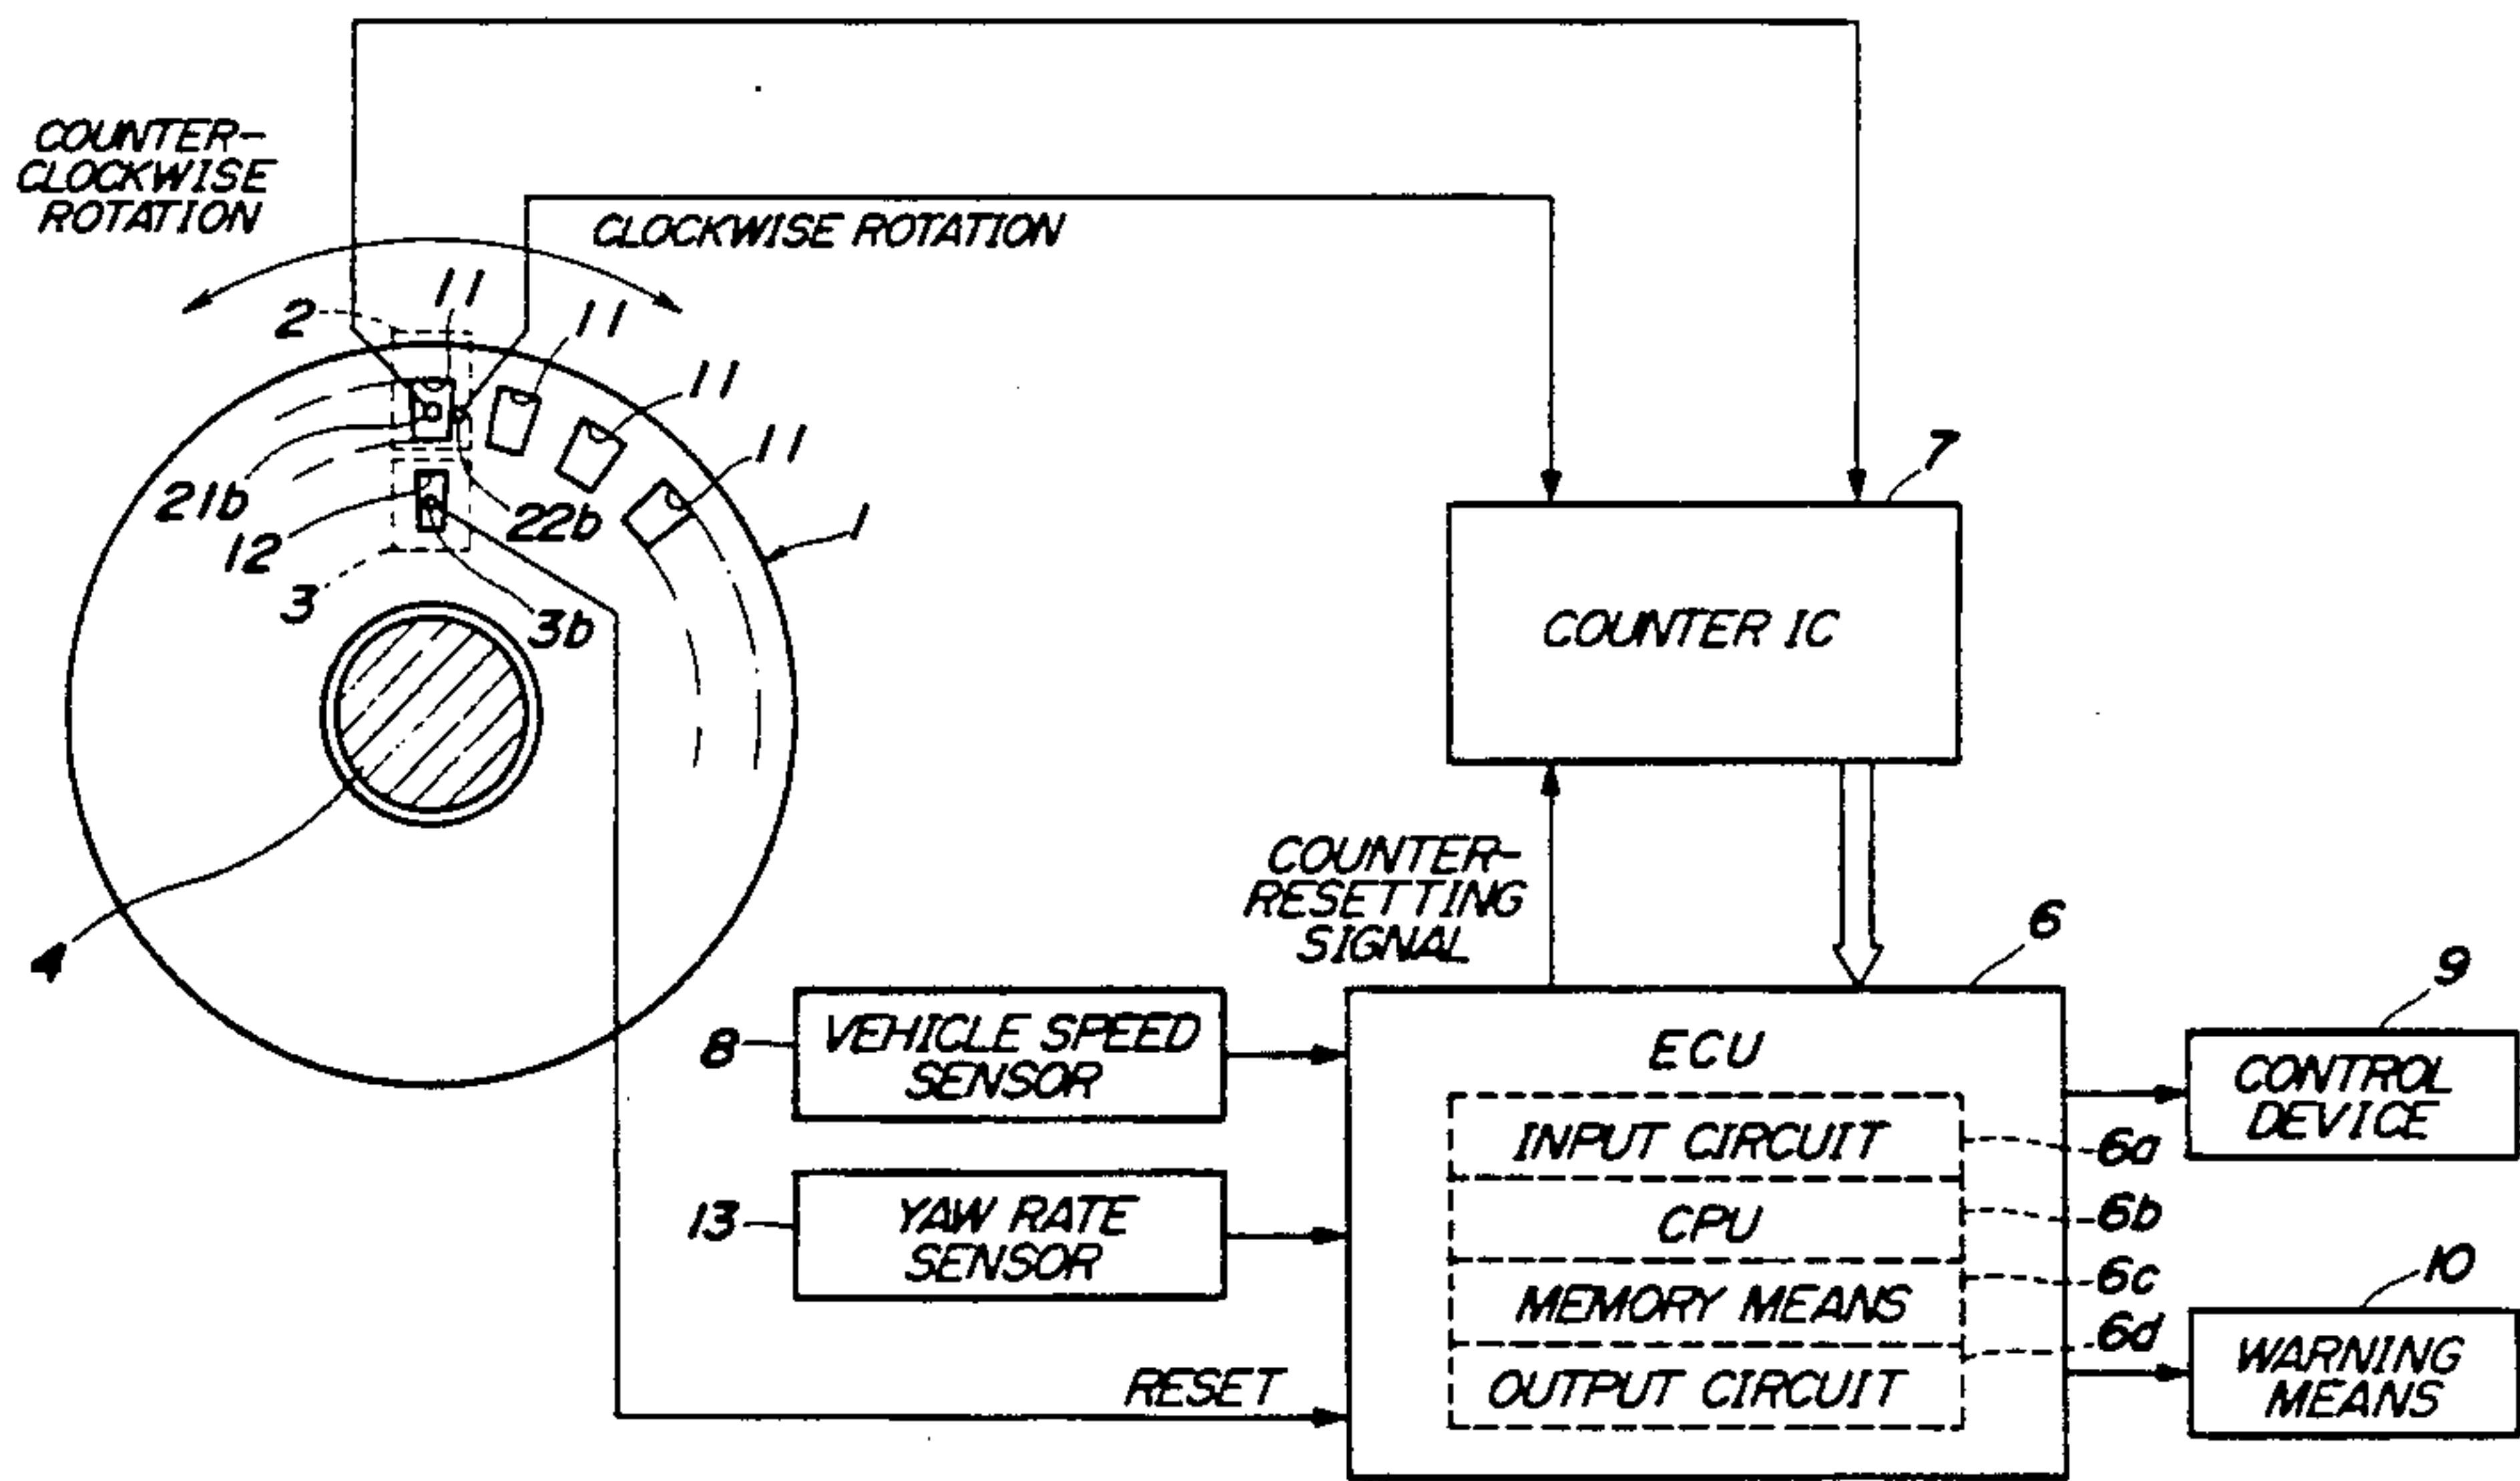 COUNTER-
CLOCKWISE
ROTATION
CLOCKWISE ROTATION
2
11
11
11
11
21b
12
22b
3
3b
1
4
7
COUNTER IC
COUNTER-
RESETTING
SIGNAL
6
ECU
8
VEHICLE SPEED
SENSOR
13
YAW RATE
SENSOR
INPUT CIRCUIT
6a
CPU
6b
MEMORY MEANS
6c
OUTPUT CIRCUIT
6d
RESET
9
CONTROL
DEVICE
10
WARNING
MEANS